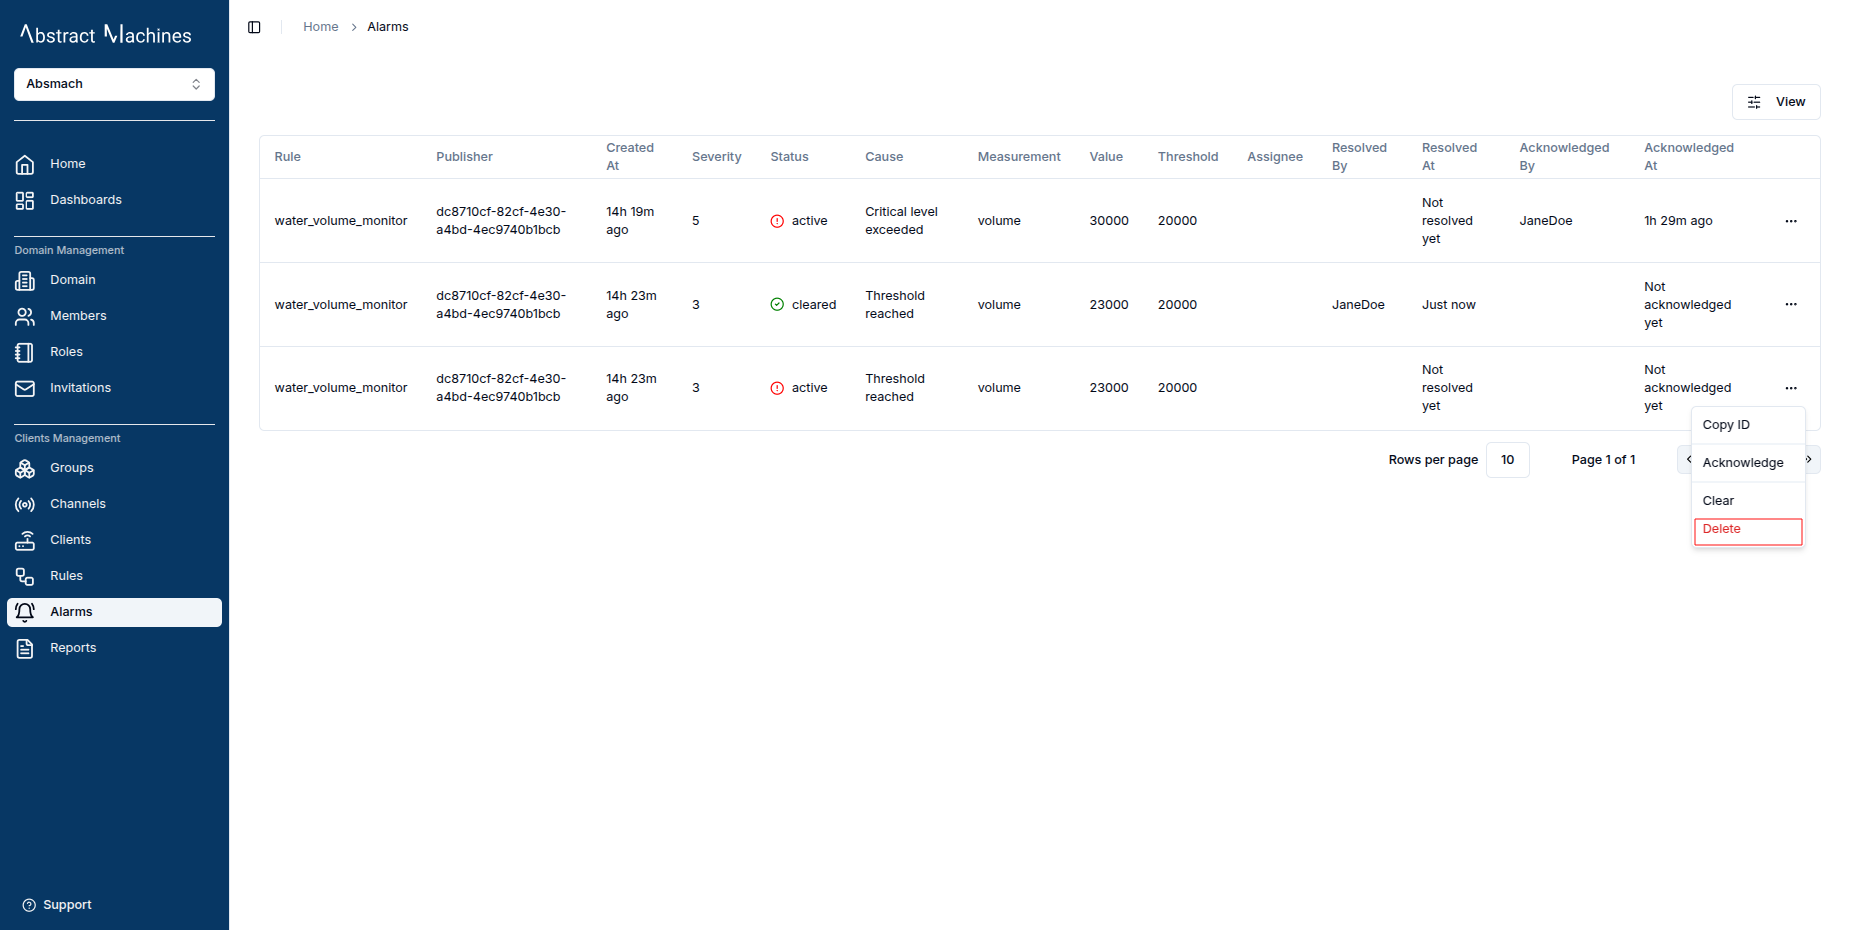 Abstract Machines
Absmach
Home
Dashboards
Domain Management
Domain
Members
Roles
Invitations
Clients Management
Groups
Channels
Clients
Rules
Alarms
Reports
Support
Home > Alarms
View
Rule Publisher Created At Severity Status Cause Measurement Value Threshold Assignee Resolved By Resolved At Acknowledged By Acknowledged At
water_volume_monitor dc8710cf-82cf-4e30-a4bd-4ec9740b1bcb 14h 19m ago 5 active Critical level exceeded volume 30000 20000 Not resolved yet JaneDoe 1h 29m ago ...
water_volume_monitor dc8710cf-82cf-4e30-a4bd-4ec9740b1bcb 14h 23m ago 3 cleared Threshold reached volume 23000 20000 JaneDoe Just now Not acknowledged yet ...
water_volume_monitor dc8710cf-82cf-4e30-a4bd-4ec9740b1bcb 14h 23m ago 3 active Threshold reached volume 23000 20000 Not resolved yet Not acknowledged yet ...
Copy ID
Acknowledge
Clear
Delete
Rows per page 10 Page 1 of 1